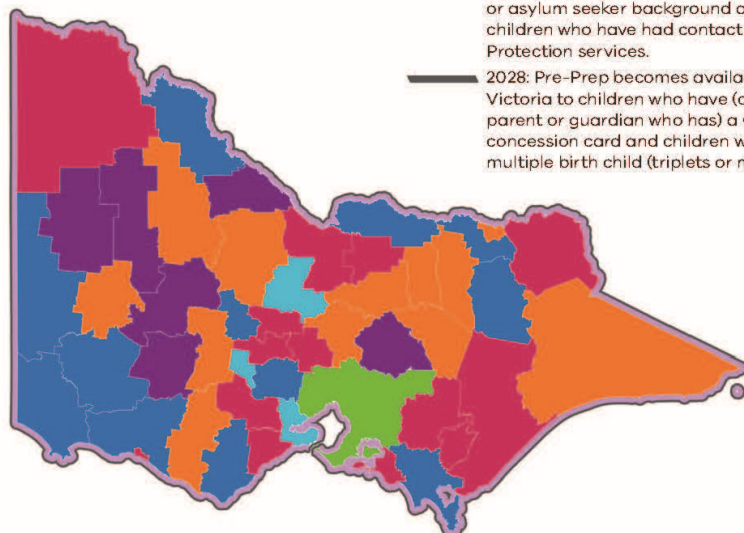 or asylum seeker background o
children who have had contact
Protection services.
2028: Pre-Prep becomes availa
Victoria to children who have (o
parent or guardian who has) a
concession card and children w
multiple birth child (triplets or